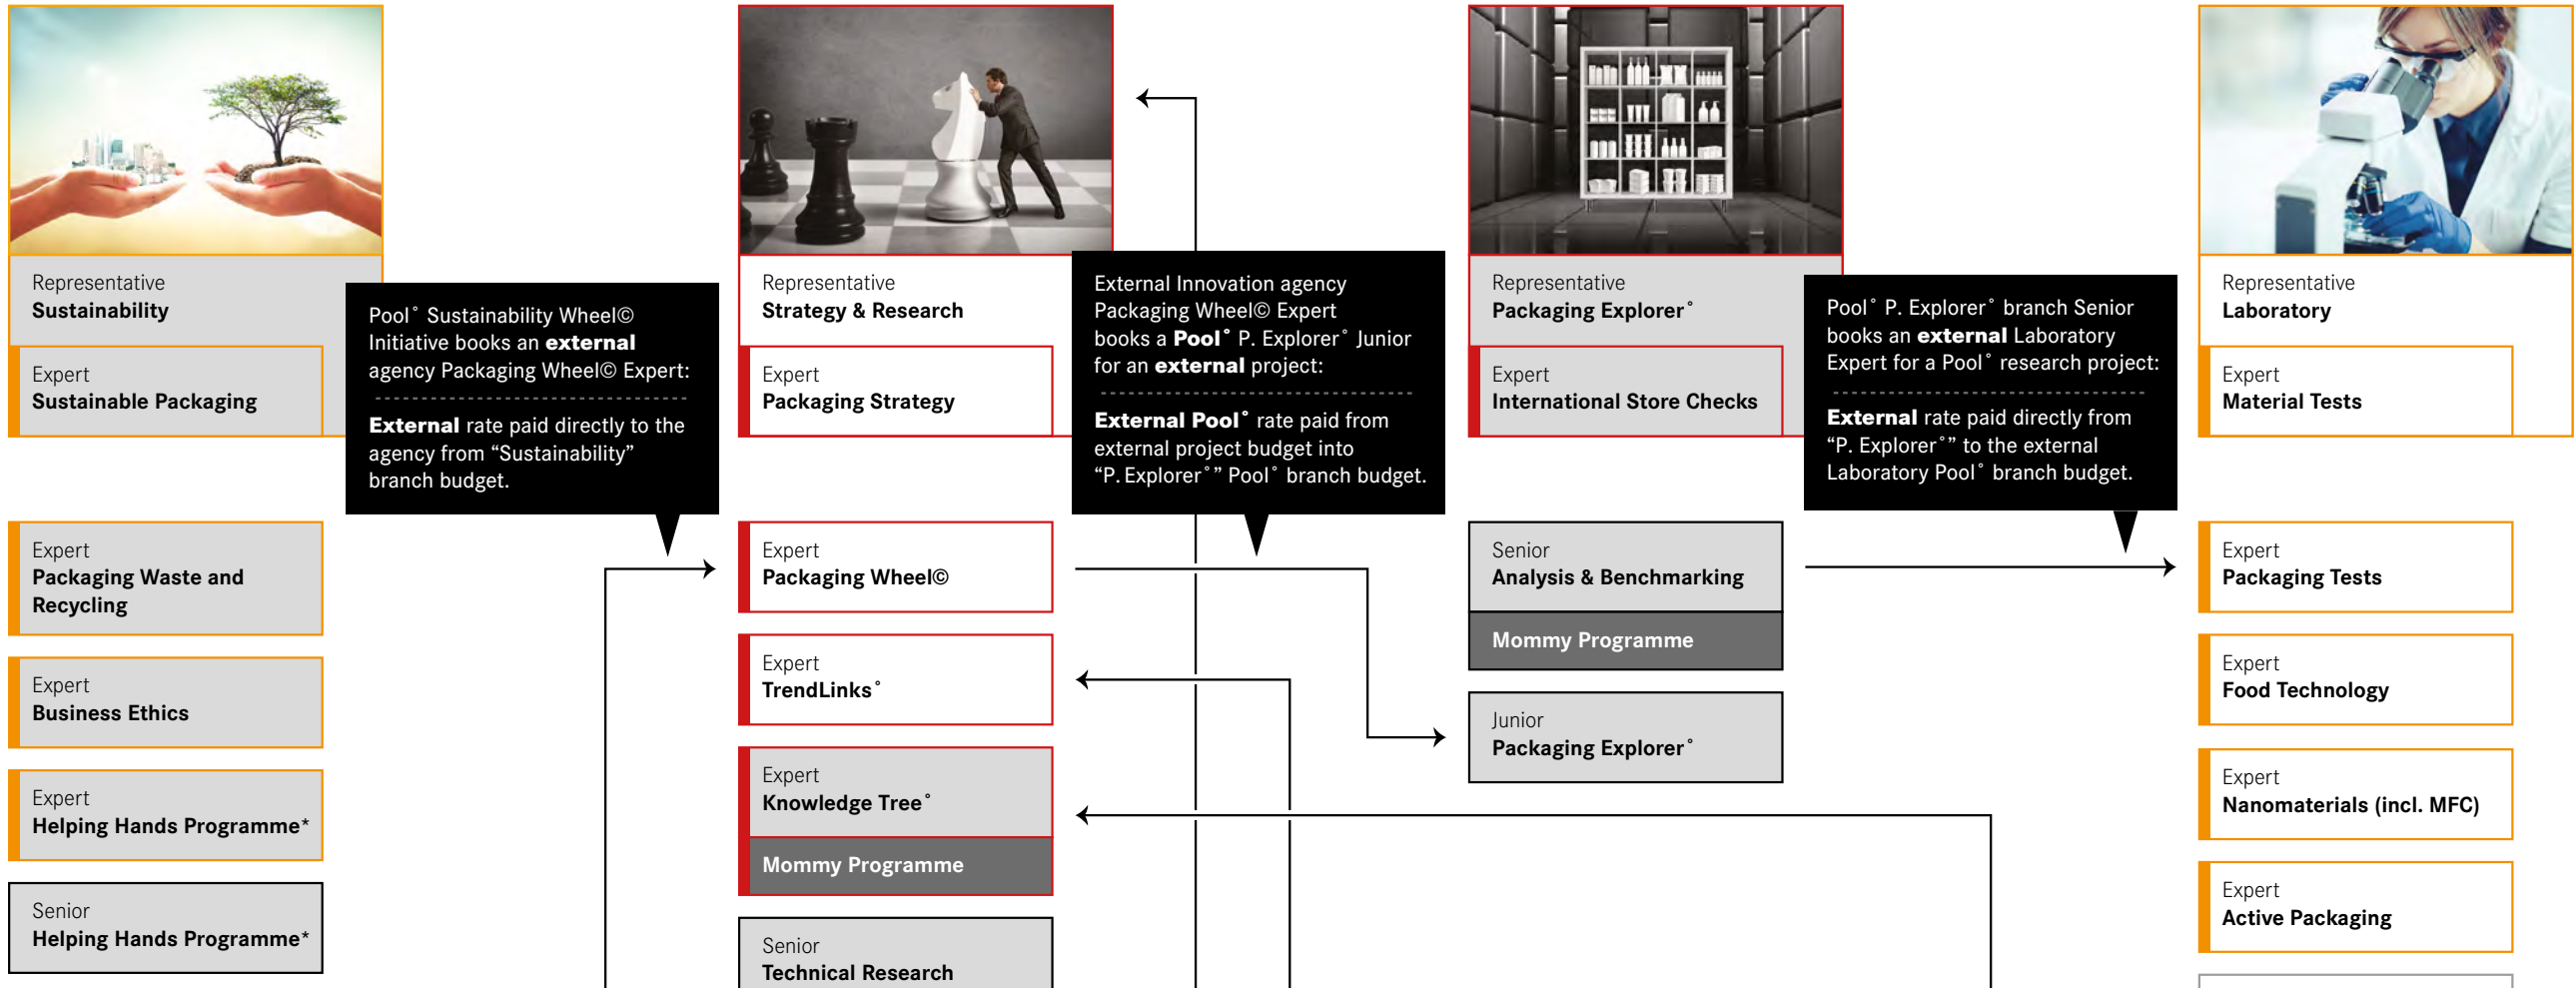 Representative
Sustainability
Expert
Sustainable Packaging
Pool° Sustainability Wheel©
Initiative books an external
agency Packaging Wheel© Expert:
External rate paid directly to the
agency from “Sustainability”
branch budget.
Expert
Packaging Waste and
Recycling
Expert
Business Ethics
Expert
Helping Hands Programme*
Senior
Helping Hands Programme*
Representative
Strategy & Research
Expert
Packaging Strategy
External Innovation agency
Packaging Wheel© Expert
books a Pool° P. Explorer° Junior
for an external project:
External Pool° rate paid from
external project budget into
“P. Explorer°” Pool° branch budget.
Expert
Packaging Wheel©
Expert
TrendLinks°
Expert
Knowledge Tree°
Mommy Programme
Senior
Technical Research
Representative
Packaging Explorer°
Expert
International Store Checks
Pool° P. Explorer° branch Senior
books an external Laboratory
Expert for a Pool° research project:
External rate paid directly from
“P. Explorer°” to the external
Laboratory Pool° branch budget.
Senior
Analysis & Benchmarking
Mommy Programme
Junior
Packaging Explorer°
Representative
Laboratory
Expert
Material Tests
Expert
Packaging Tests
Expert
Food Technology
Expert
Nanomaterials (incl. MFC)
Expert
Active Packaging